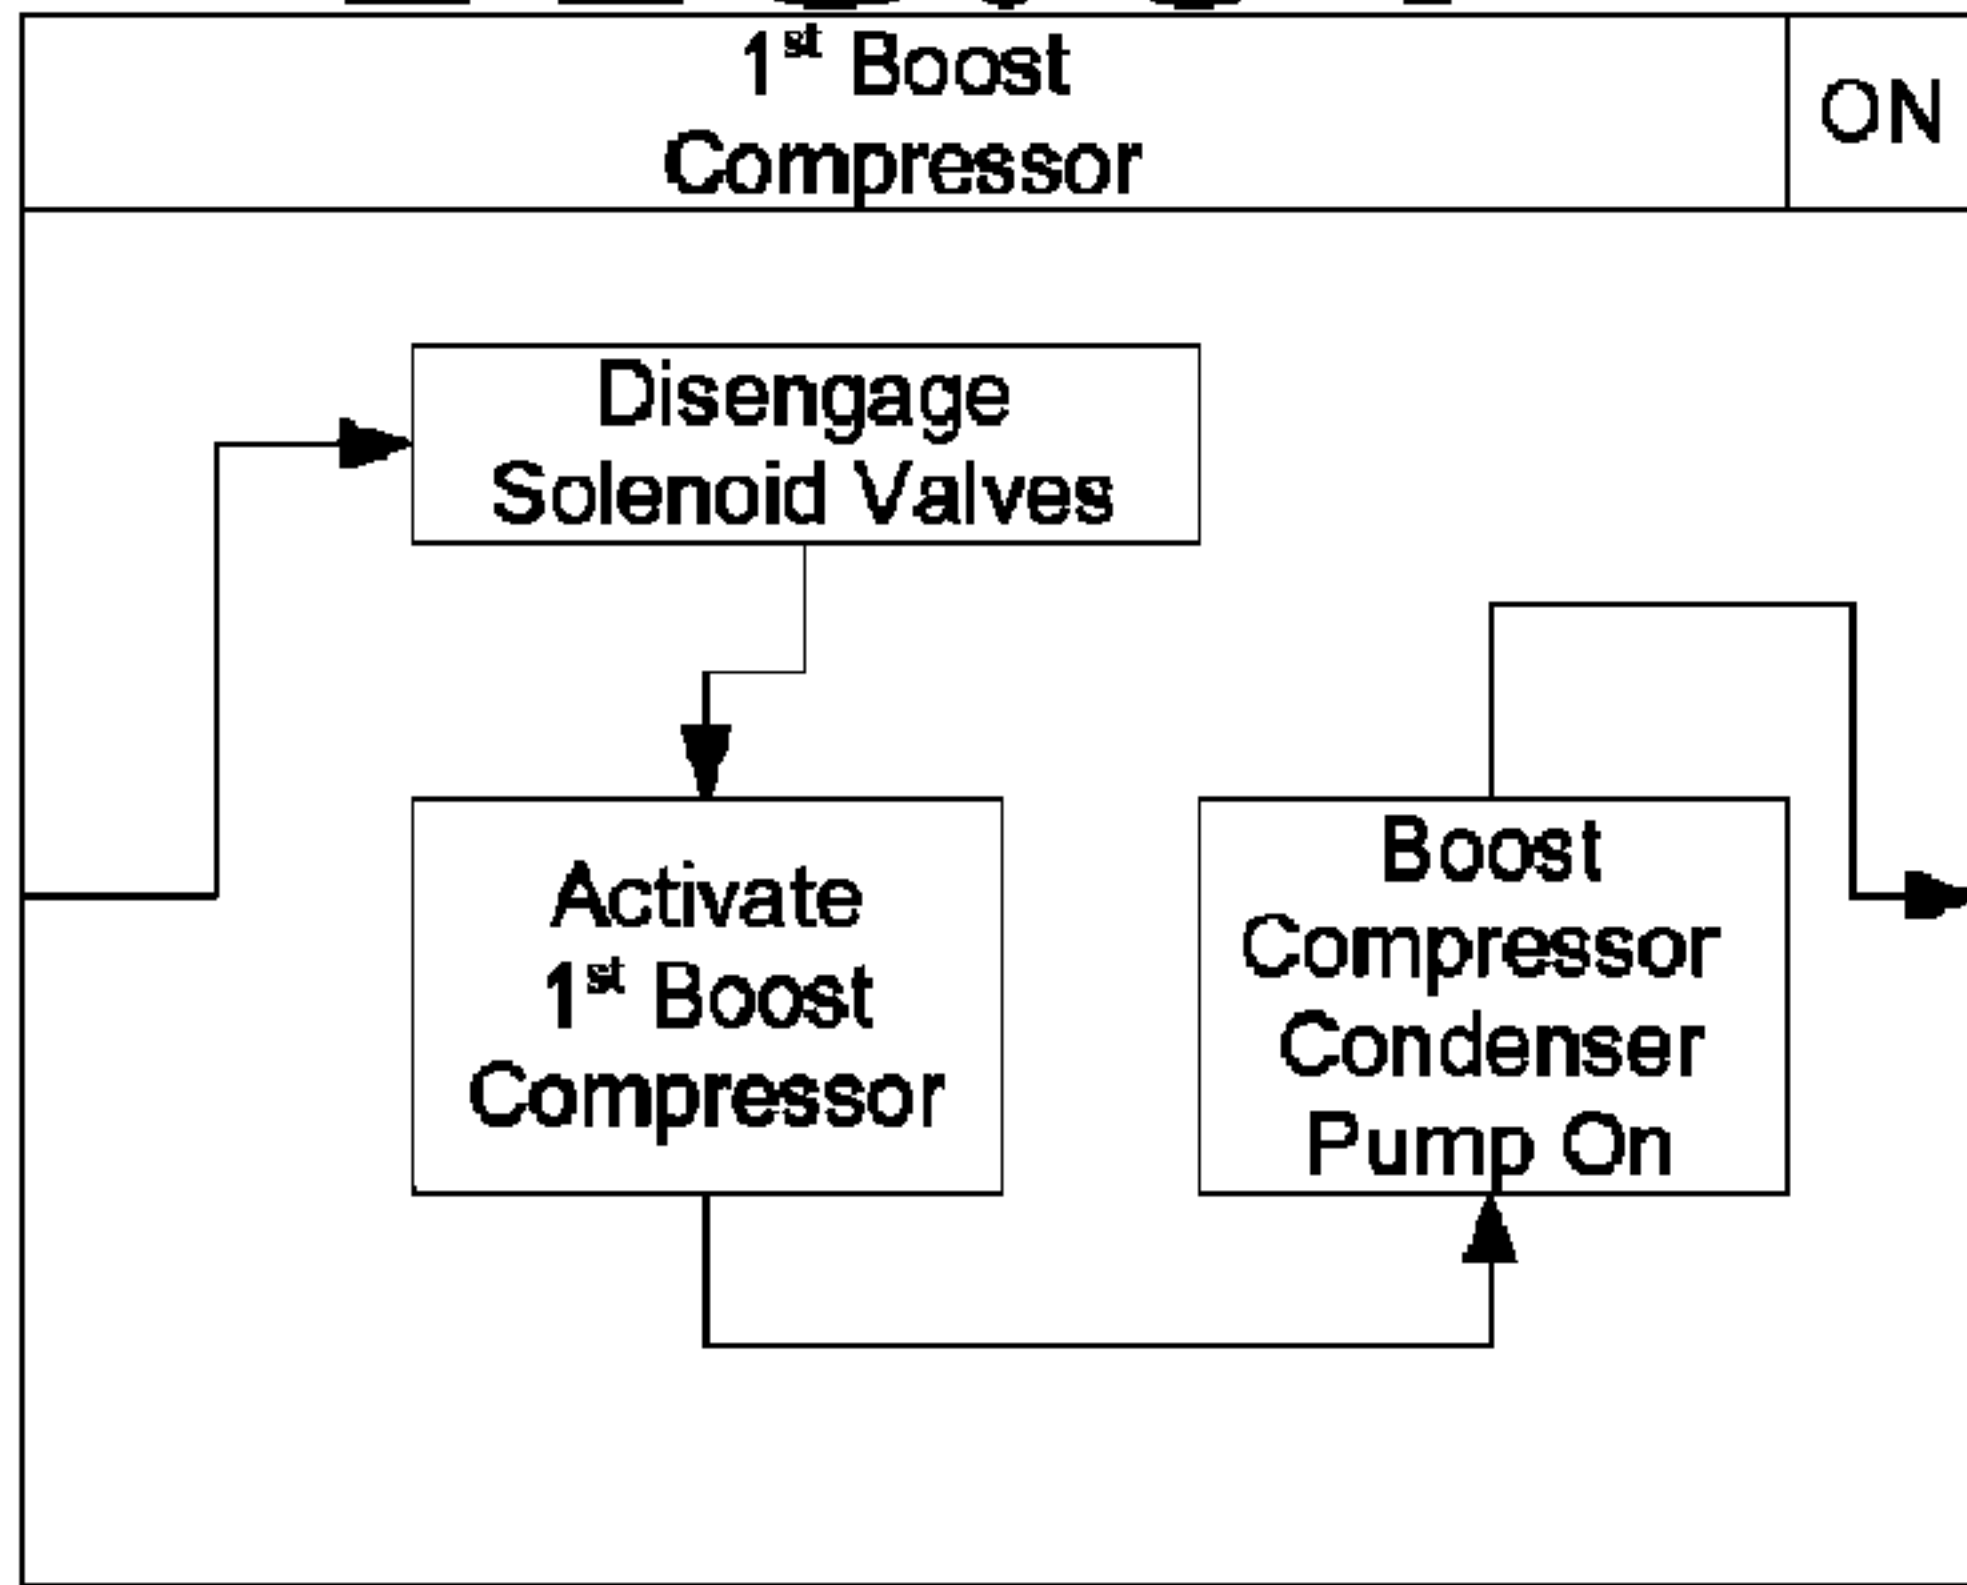 1st Boost
Compressor
ON
Disengage
Solenoid Valves
Activate
1st Boost
Compressor
Boost
Compressor
Condenser
Pump On